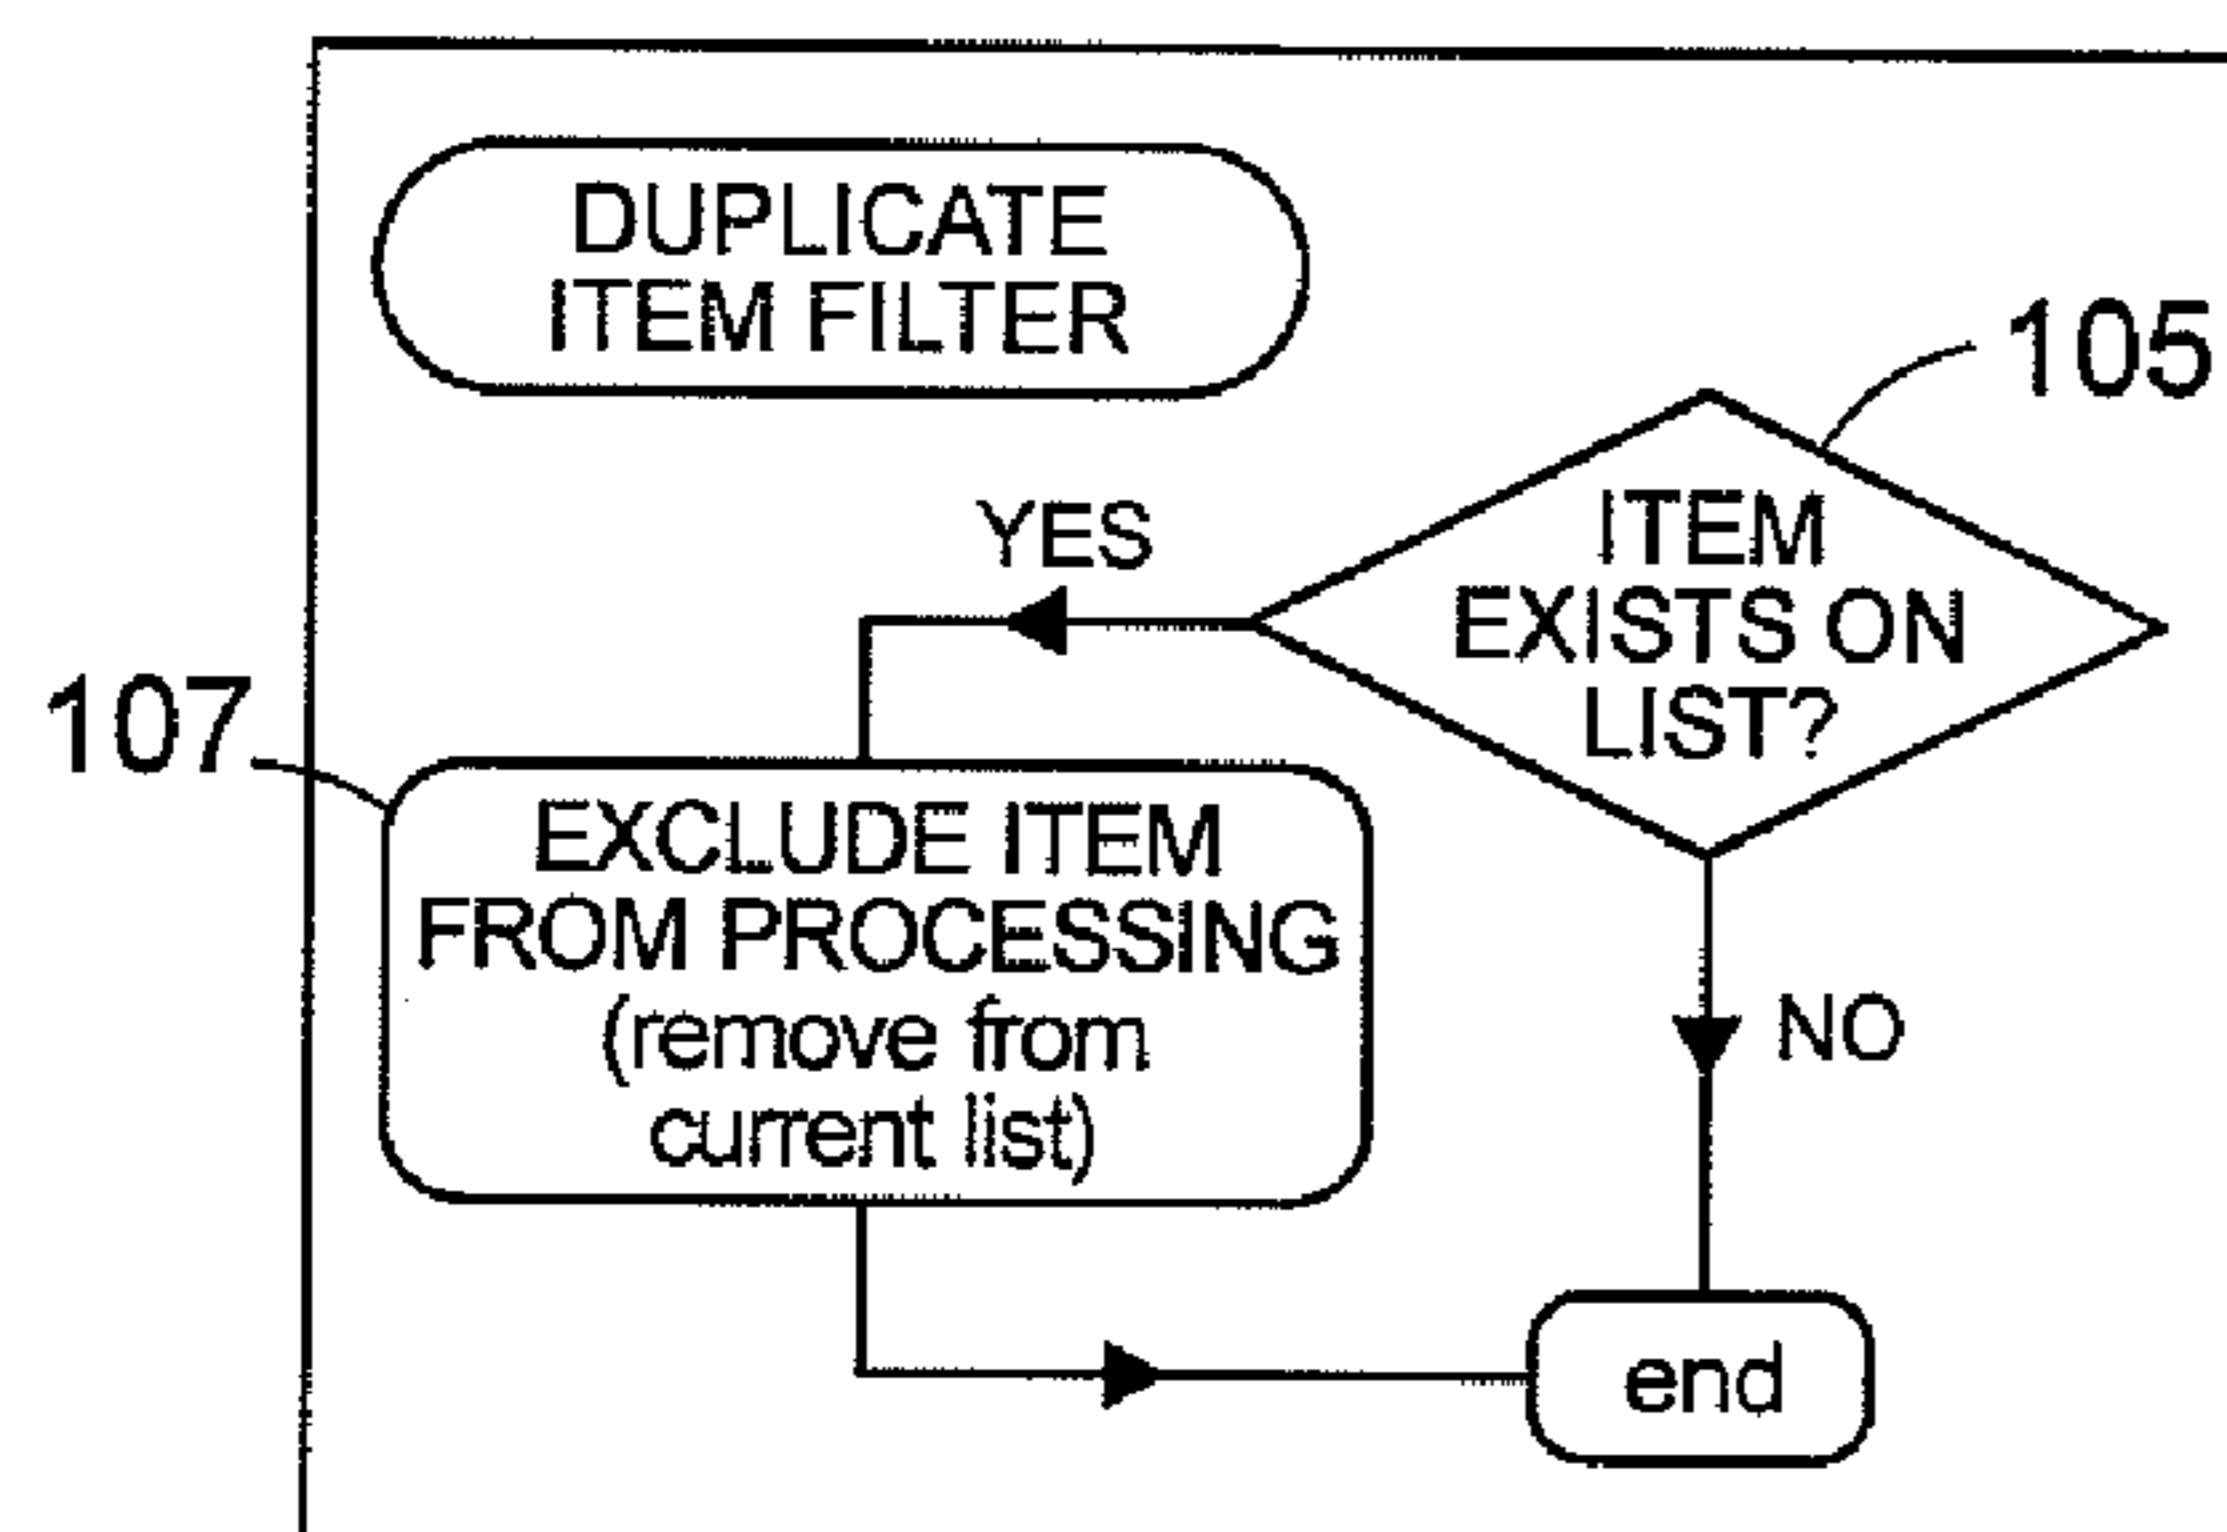 DUPLICATE
ITEM FILTER
105
YES
ITEM
EXISTS ON
LIST?
107
EXCLUDE ITEM
FROM PROCESSING
(remove from
current list)
NO
end